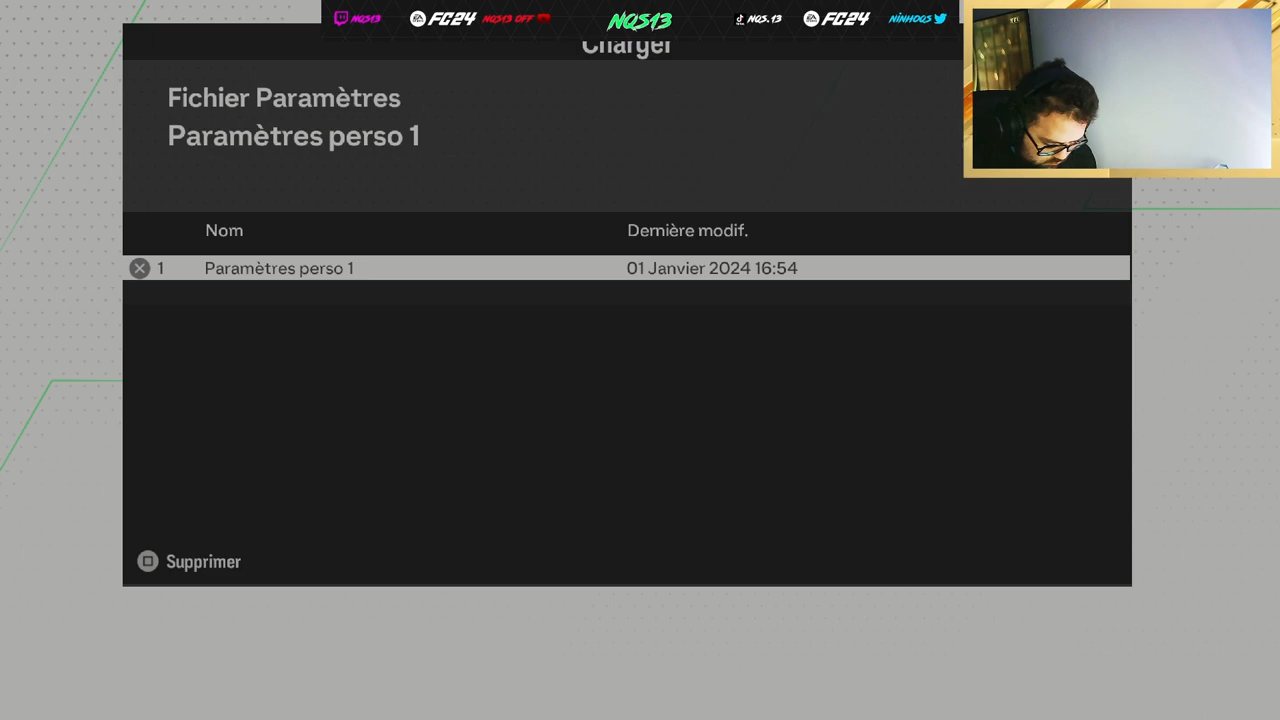 NQS13
FC24
NQS13 OFF
NQS13
NQS.13
FC24
NINHOQS
Charger
Fichier Paramètres
Paramètres perso 1
Nom
Dernière modif.
1
Paramètres perso 1
01 Janvier 2024 16:54
Supprimer